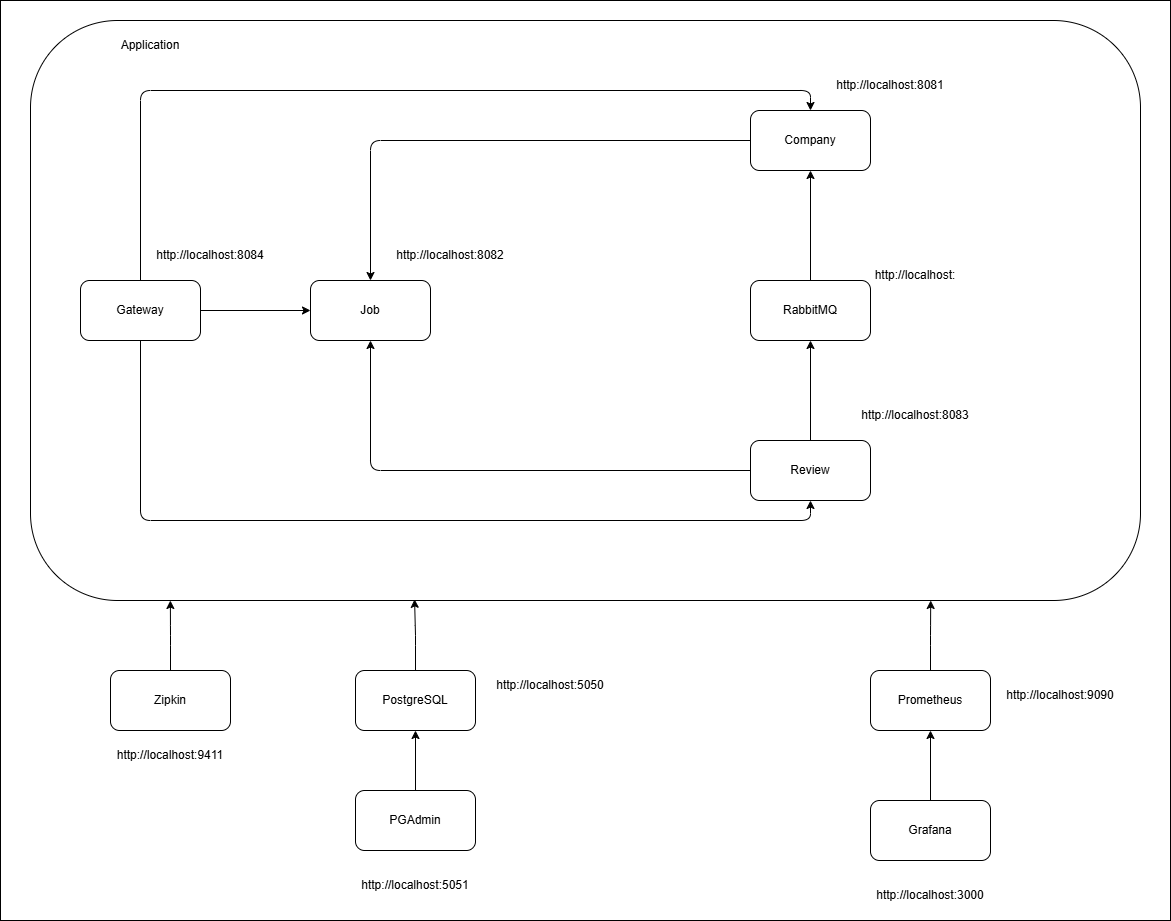 Application
http://localhost:8081
Company
http://localhost:8084
http://localhost:8082
http://localhost:
Gateway
Job
RabbitMQ
http://localhost:8083
Review
Zipkin
PostgreSQL
http://localhost:5050
Prometheus
http://localhost:9090
http://localhost:9411
PGAdmin
Grafana
http://localhost:5051
http://localhost:3000